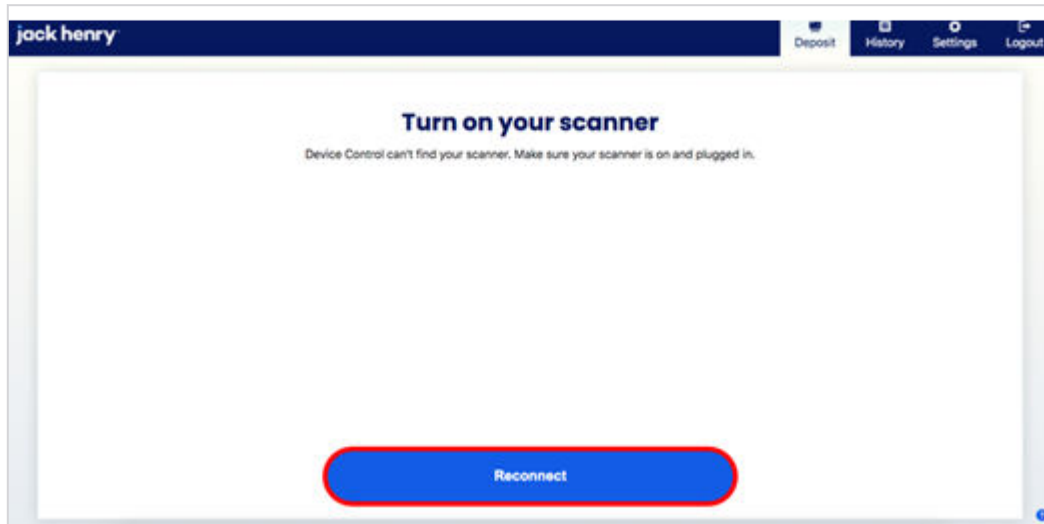 jack henry
Deposit History Settings Logout
Turn on your scanner
Device Control can't find your scanner. Make sure your scanner is on and plugged in.
Reconnect